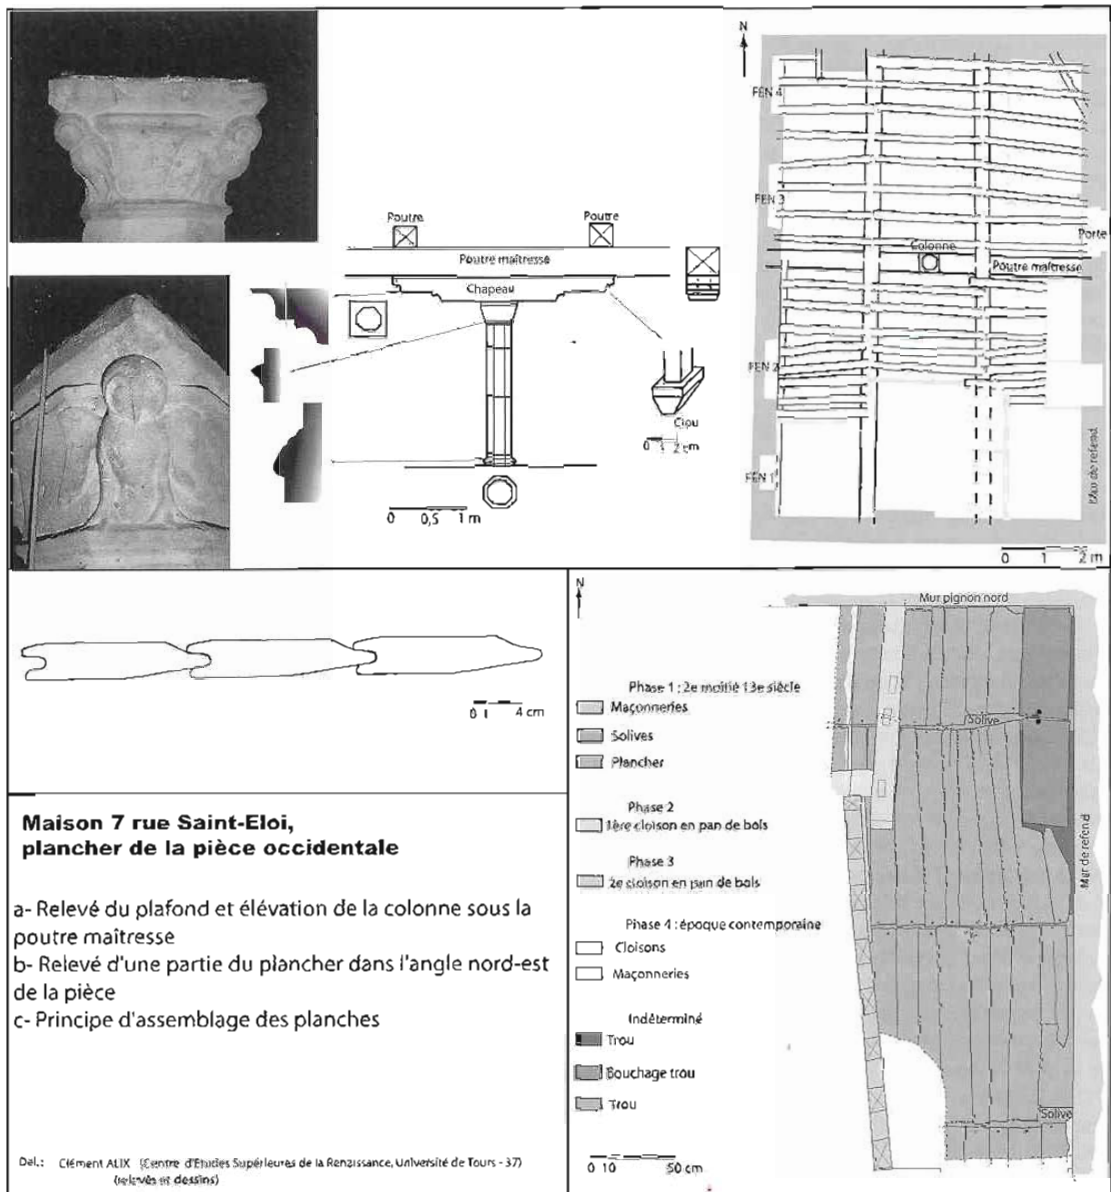 Poutre
Poutre
Poutre maîtresse
Chapeau
Clou
0 1 2 cm
0 0,5 1 m
N
FEN 4
FEN 3
Porte
Colonne
Poutre maîtresse
FEN 2
FEN 1
Mur de refend
0 1 2 m
0 1 4 cm
Maison 7 rue Saint-Eloi,
plancher de la pièce occidentale
a- Relevé du plafond et élévation de la colonne sous la
poutre maîtresse
b- Relevé d'une partie du plancher dans l'angle nord-est
de la pièce
c- Principe d'assemblage des planches
Del.: Clément ALIX (Centre d'Etudes Supérieures de la Renaissance, Université de Tours - 37)
(relevés et dessins)
N
Mur pignon nord
Phase 1 : 2e moitié 13e siècle
Maçonneries
Solives
Plancher
Phase 2
1ère cloison en pan de bois
Phase 3
2e cloison en pan de bois
Phase 4 : époque contemporaine
Cloisons
Maçonneries
Indéterminé
Trou
Bouchage trou
Trou
Solive
Mur de refend
Solive
0 10 50 cm